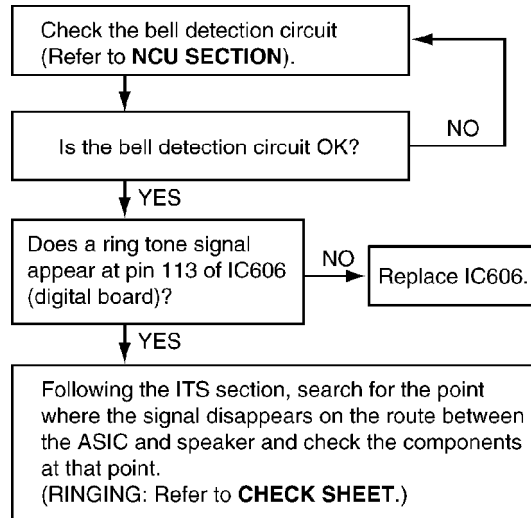 Check the bell detection circuit
(Refer to NCU SECTION).
Is the bell detection circuit OK?
NO
YES
Does a ring tone signal
appear at pin 113 of IC606
(digital board)?
NO
Replace IC606.
YES
Following the ITS section, search for the point
where the signal disappears on the route between
the ASIC and speaker and check the components
at that point.
(RINGING: Refer to CHECK SHEET.)